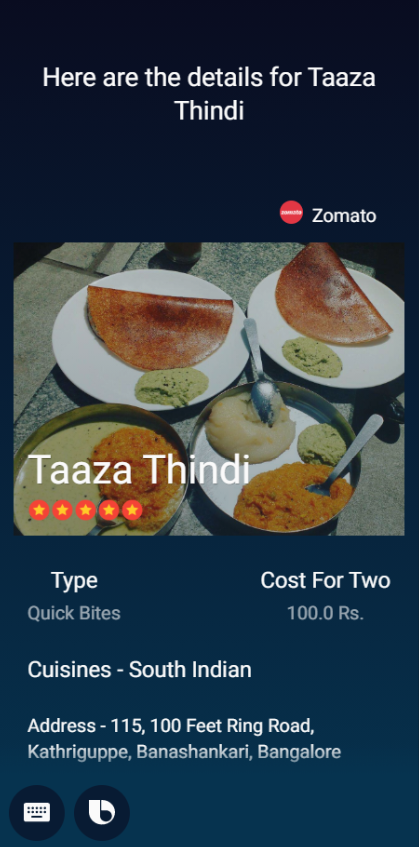 Here are the details for Taaza
Thindi
Zomato
Taaza Thindi
Type
Cost For Two
Quick Bites
100.0 Rs.
Cuisines - South Indian
Address - 115, 100 Feet Ring Road,
Kathriguppe, Banashankari, Bangalore